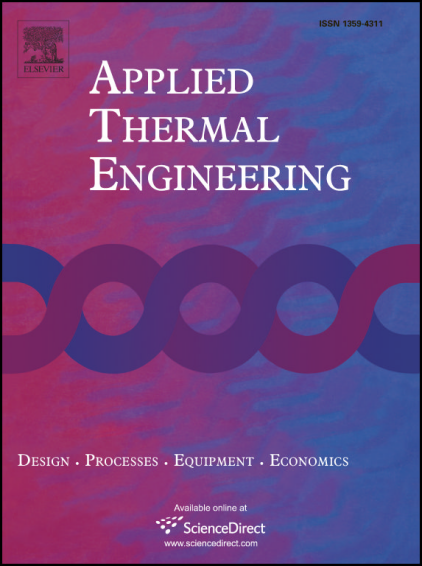 ISSN 1359-4311
ELSEVIER
APPLIED
THERMAL
ENGINEERING
DESIGN . PROCESSES . EQUIPMENT . ECONOMICS
Available online at
ScienceDirect
www.sciencedirect.com